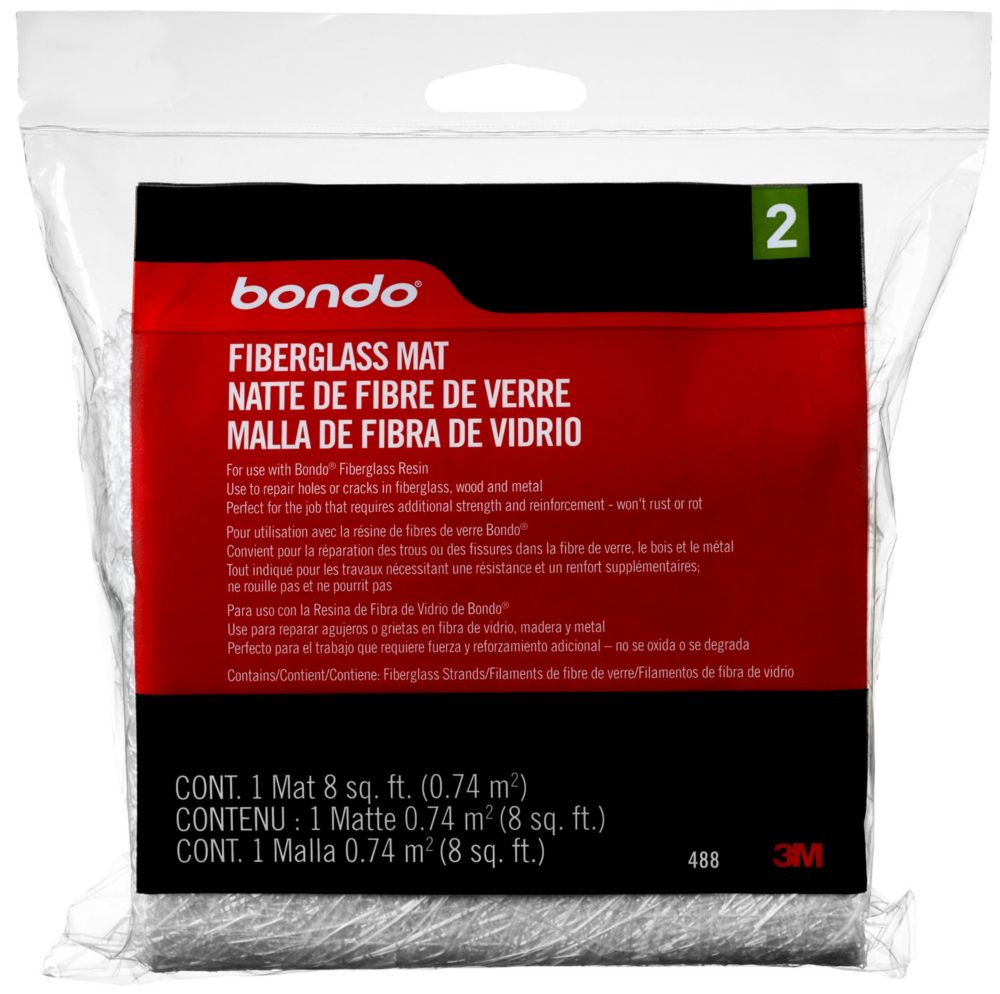 2
bondo®
FIBERGLASS MAT
NATTE DE FIBRE DE VERRE
MALLA DE FIBRA DE VIDRIO
For use with Bondo® Fiberglass Resin
Use to repair holes or cracks in fiberglass, wood and metal
Perfect for the job that requires additional strength and reinforcement - won't rust or rot
Pour utilisation avec la résine de fibres de verre Bondo®
Convient pour la réparation des trous ou des fissures dans la fibre de verre, le bois et le métal
Tout indiqué pour les travaux nécessitant une résistance et un renfort supplémentaires;
ne rouille pas et ne pourrit pas
Para uso con la Resina de Fibra de Vidrio de Bondo®
Use para reparar agujeros o grietas en fibra de vidrio, madera y metal
Perfecto para el trabajo que requiere fuerza y reforzamiento adicional – no se oxida o se degrada
Contains/Contient/Contiene: Fiberglass Strands/Filaments de fibre de verre/Filamentos de fibra de vidrio
CONT. 1 Mat 8 sq. ft. (0.74 m²)
CONTENU : 1 Matte 0.74 m² (8 sq. ft.)
CONT. 1 Malla 0.74 m² (8 sq. ft.)
488 3M